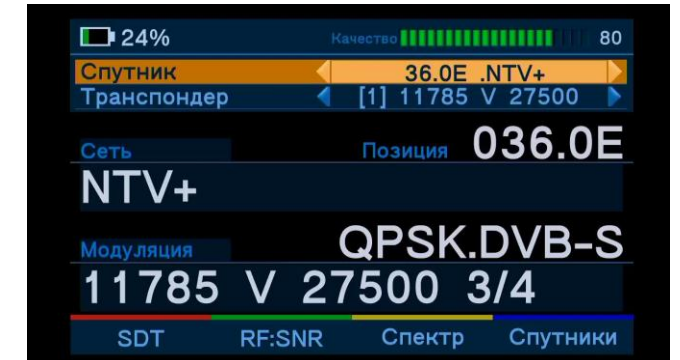 24% Качество 80
Спутник 36.0E .NTV+
Транспондер [1] 11785 V 27500
Сеть Позиция 036.0E
NTV+
Модуляция QPSK.DVB-S
11785 V 27500 3/4
SDT RF:SNR Спектр Спутники